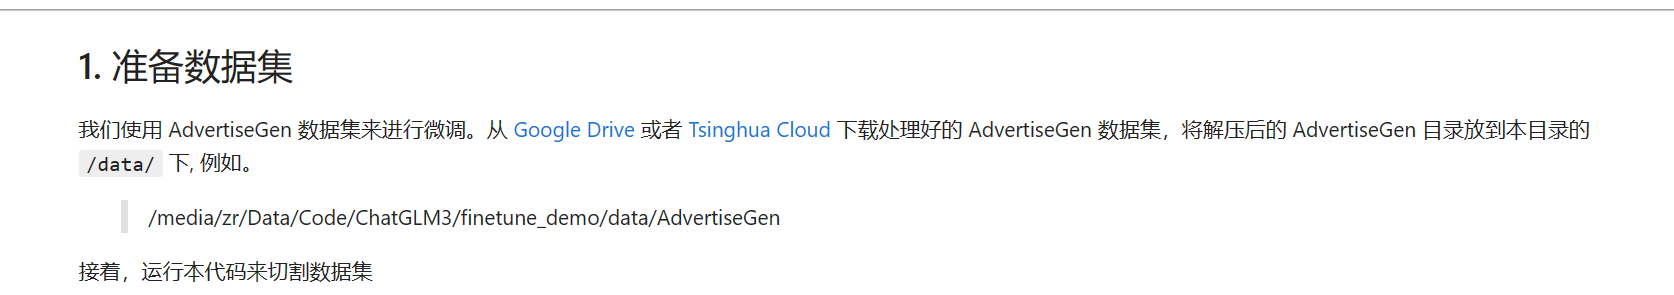 1. 准备数据集
我们使用 AdvertiseGen 数据集来进行微调。从 Google Drive 或者 Tsinghua Cloud 下载处理好的 AdvertiseGen 数据集，将解压后的 AdvertiseGen 目录放到本目录的
/data/ 下, 例如。
/media/zr/Data/Code/ChatGLM3/finetune_demo/data/AdvertiseGen
接着，运行本代码来切割数据集